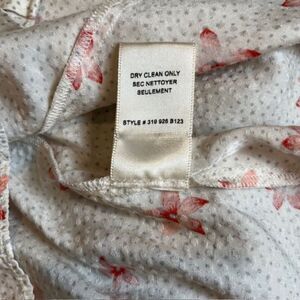 DRY CLEAN ONLY
SEC NETTOYER
SEULEMENT
STYLE # 319 926 B123